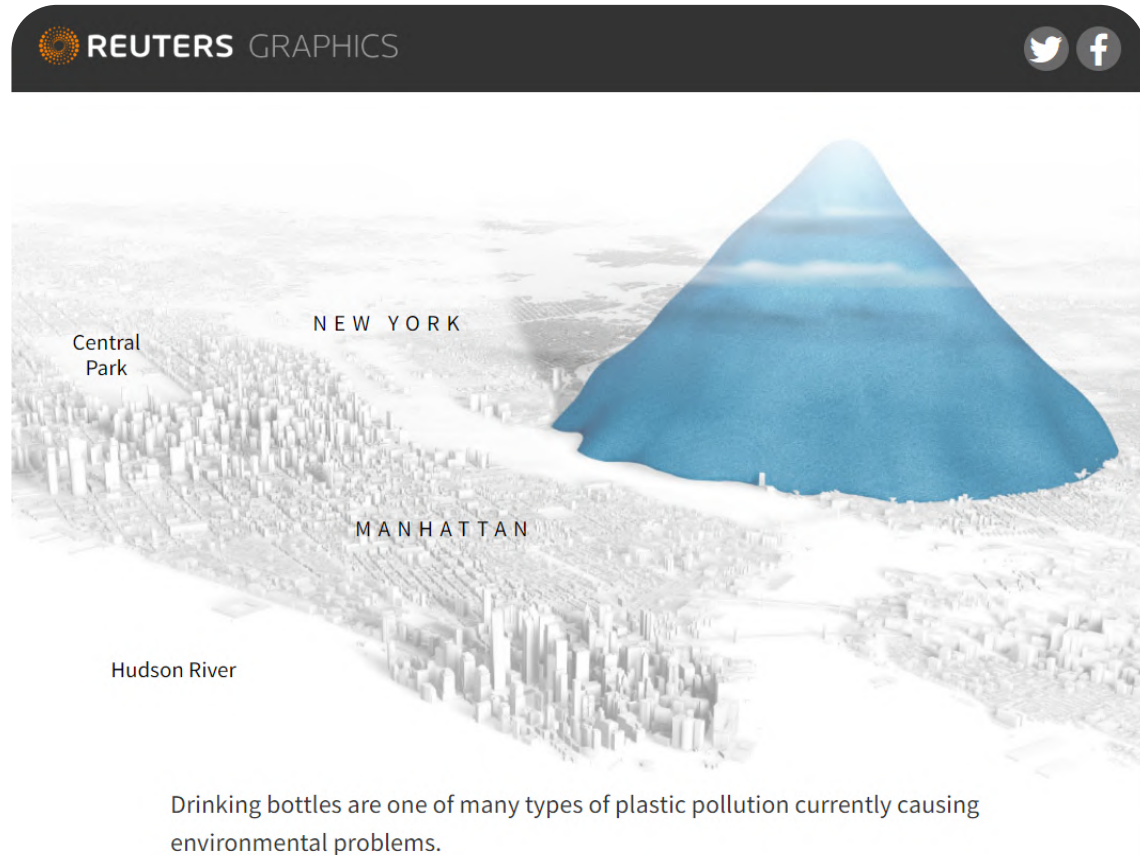 REUTERS GRAPHICS
NEW YORK
Central
Park
MANHATTAN
Hudson River
Drinking bottles are one of many types of plastic pollution currently causing
environmental problems.